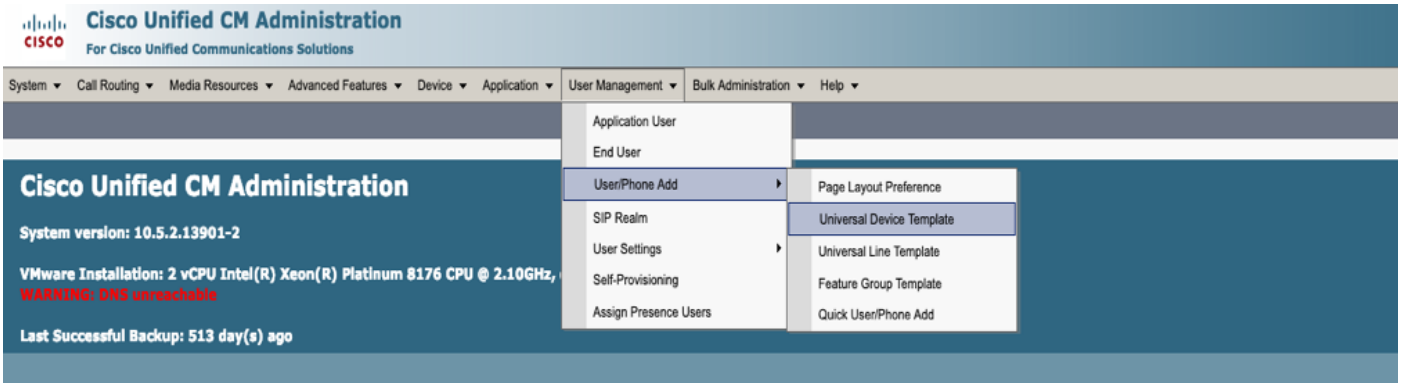 Cisco Unified CM Administration
CISCO
For Cisco Unified Communications Solutions
System Call Routing Media Resources Advanced Features Device Application User Management Bulk Administration Help
Application User
End User
User/Phone Add
SIP Realm
User Settings
Self-Provisioning
Assign Presence Users
Page Layout Preference
Universal Device Template
Universal Line Template
Feature Group Template
Quick User/Phone Add
Cisco Unified CM Administration
System version: 10.5.2.13901-2
VMware Installation: 2 vCPU Intel(R) Xeon(R) Platinum 8176 CPU @ 2.10GHz,
WARNING: DNS unreachable
Last Successful Backup: 513 day(s) ago